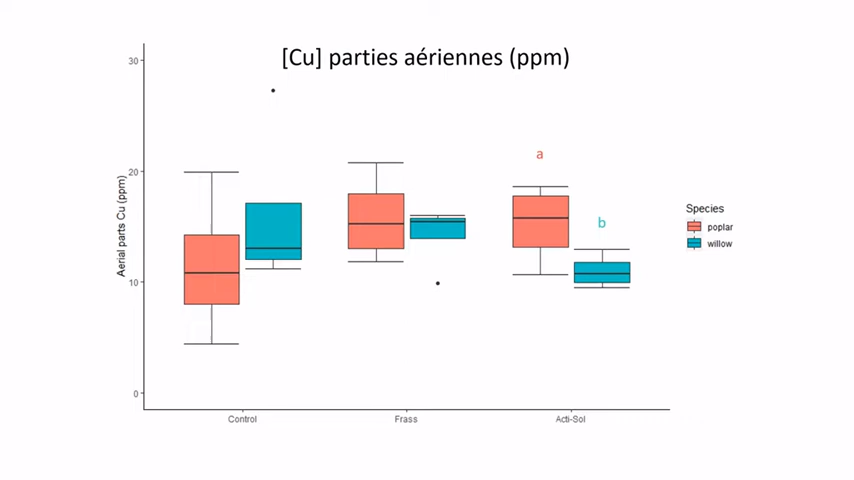 [Cu] parties aériennes (ppm)
30
20
10
0
Aerial parts Cu (ppm)
a
b
Control
Frass
Acti-Sol
Species
poplar
willow